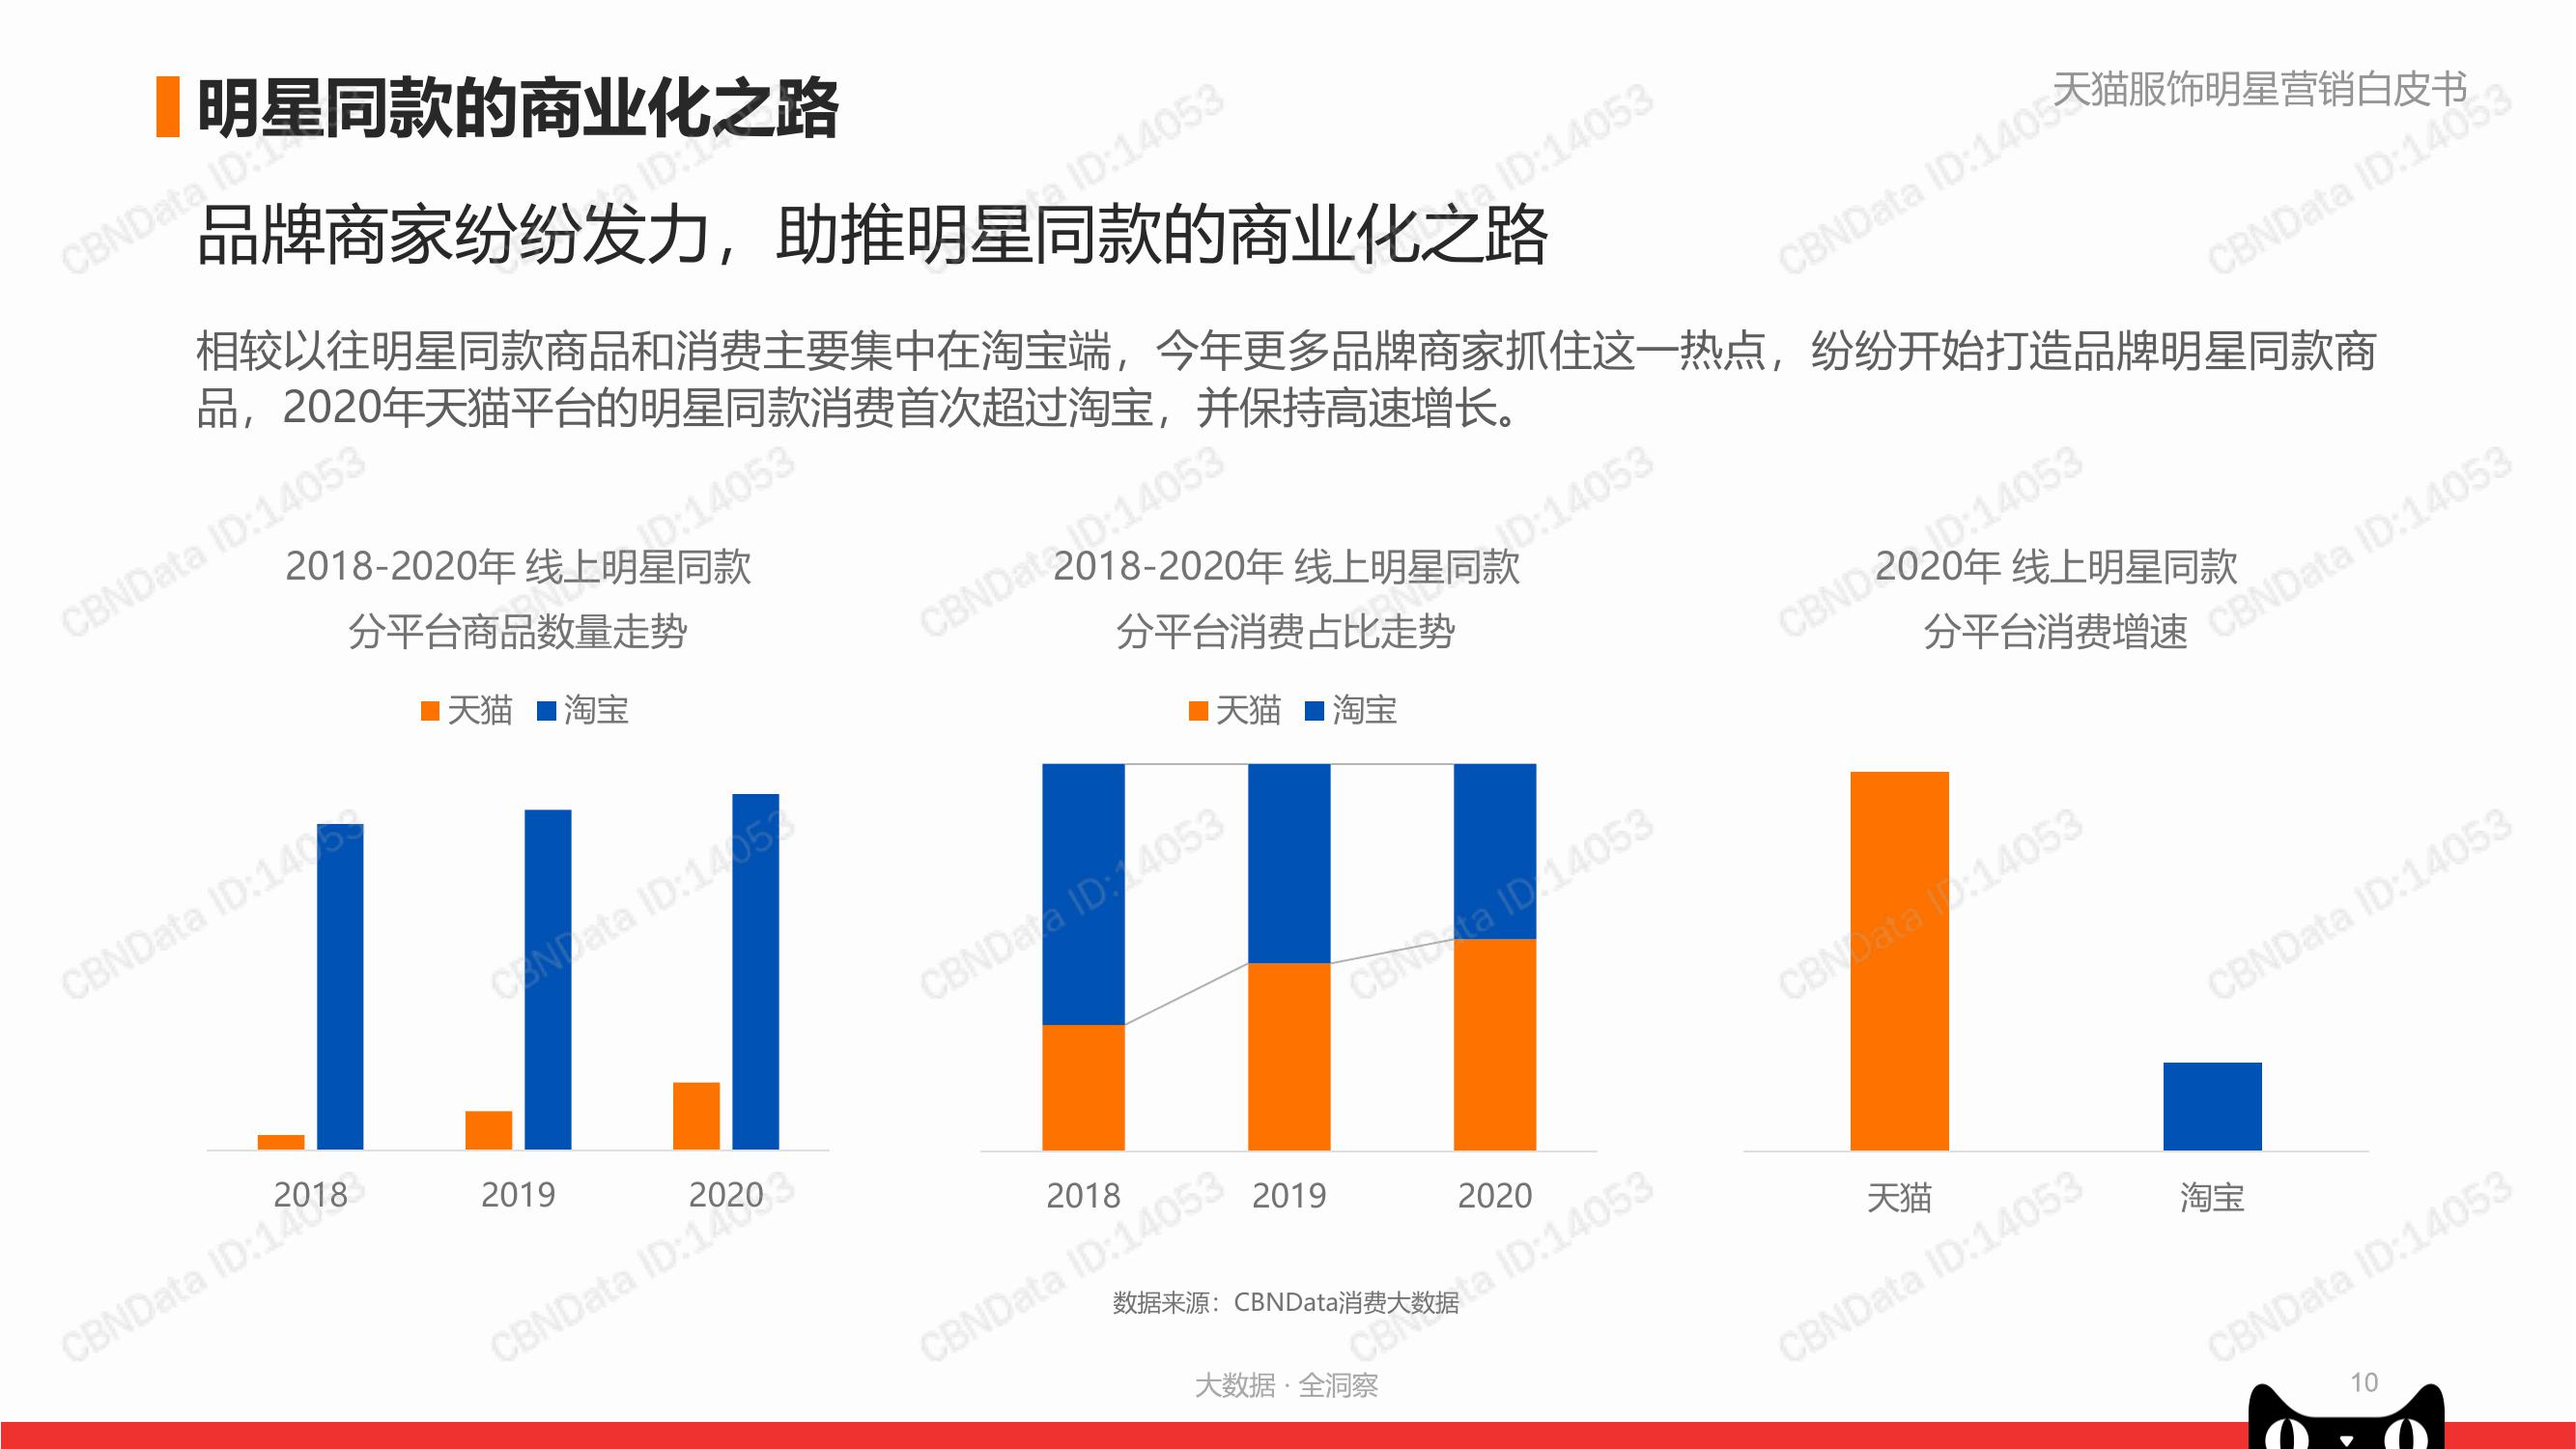 明星同款的商业化之路
天猫服饰明星营销白皮书
品牌商家纷纷发力，助推明星同款的商业化之路
相较以往明星同款商品和消费主要集中在淘宝端，今年更多品牌商家抓住这一热点，纷纷开始打造品牌明星同款商
品，2020年天猫平台的明星同款消费首次超过淘宝，并保持高速增长。
2018-2020年 线上明星同款
分平台商品数量走势
天猫 淘宝
2018 2019 2020
2018-2020年 线上明星同款
分平台消费占比走势
天猫 淘宝
2018 2019 2020
2020年 线上明星同款
分平台消费增速
天猫 淘宝
数据来源：CBNData消费大数据
大数据 · 全洞察
10
CBNData ID:14053